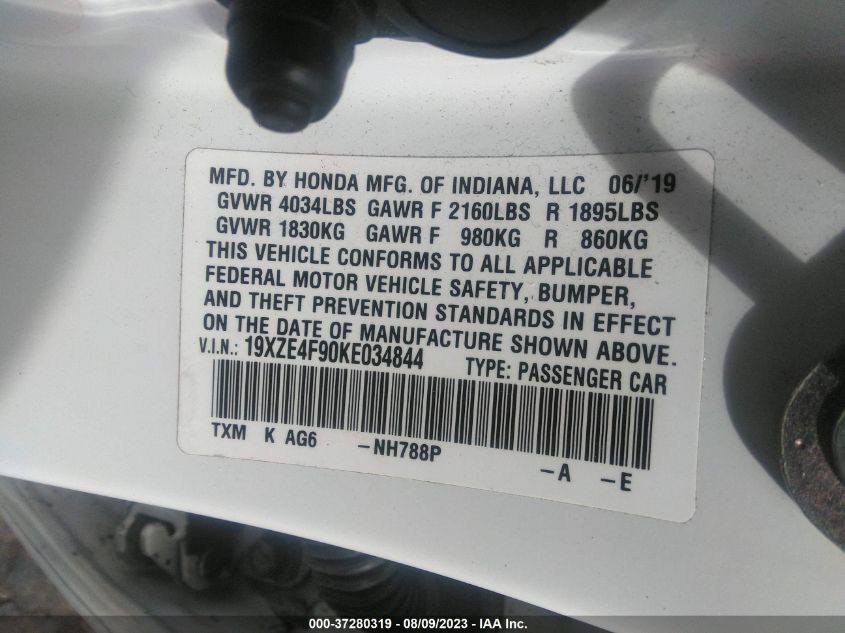 MFD. BY HONDA MFG. OF INDIANA, LLC 06/'19
GVWR 4034LBS GAWR F 2160LBS R 1895LBS
GVWR 1830KG GAWR F 980KG R 860KG
THIS VEHICLE CONFORMS TO ALL APPLICABLE
FEDERAL MOTOR VEHICLE SAFETY, BUMPER,
AND THEFT PREVENTION STANDARDS IN EFFECT
ON THE DATE OF MANUFACTURE SHOWN ABOVE.
V.I.N.: 19XZE4F90KE034844 TYPE: PASSENGER CAR
TXM K AG6 -NH788P -A -E
000-37280319 / 08/09/2023 - IAA Inc.